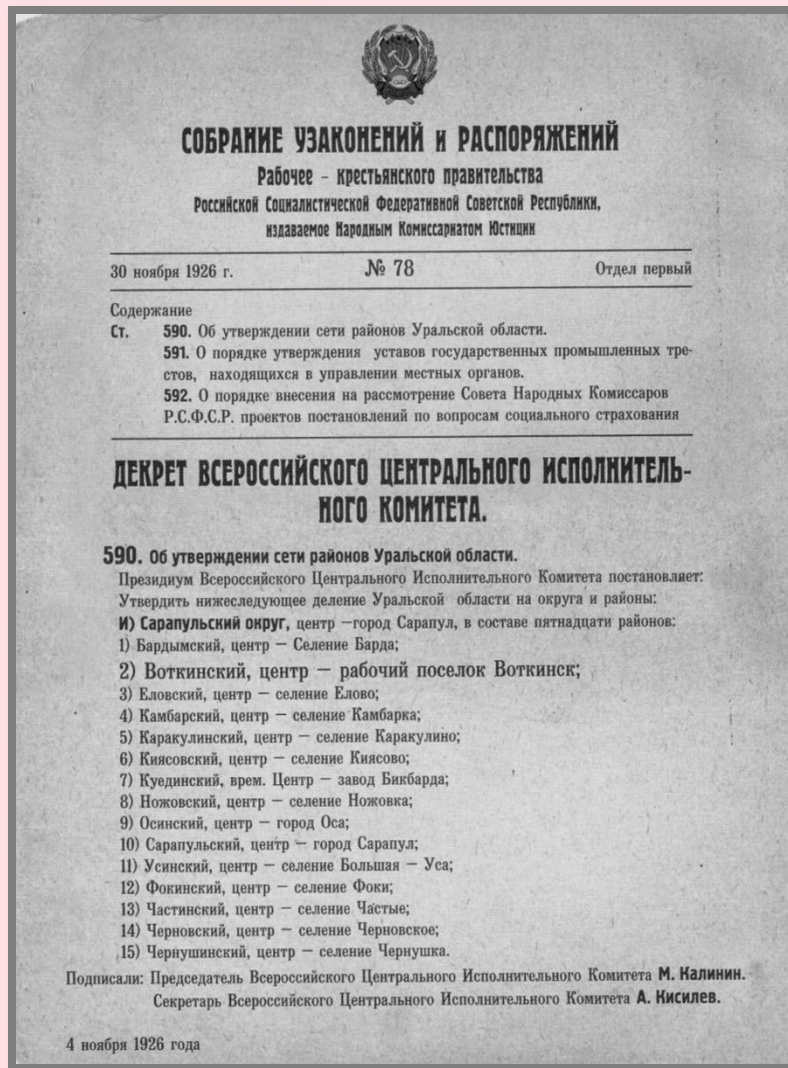 СОБРАНИЕ УЗАКОНЕНИЙ и РАСПОРЯЖЕНИЙ
Рабочее - крестьянского правительства
Российской Социалистической Федеративной Советской Республики,
издаваемое Народным Комиссариатом Юстиции
30 ноября 1926 г. № 78 Отдел первый
Содержание
Ст. 590. Об утверждении сети районов Уральской области.
591. О порядке утверждения уставов государственных промышленных тре-
стов, находящихся в управлении местных органов.
592. О порядке внесения на рассмотрение Совета Народных Комиссаров
Р.С.Ф.С.Р. проектов постановлений по вопросам социального страхования
ДЕКРЕТ ВСЕРОССИЙСКОГО ЦЕНТРАЛЬНОГО ИСПОЛНИТЕЛЬ-
НОГО КОМИТЕТА.
590. Об утверждении сети районов Уральской области.
Президиум Всероссийского Центрального Исполнительного Комитета постановляет:
Утвердить нижеследующее деление Уральской области на округа и районы:
И) Сарапульский округ, центр —город Сарапул, в составе пятнадцати районов:
1) Бардымский, центр — Селение Барда;
2) Воткинский, центр — рабочий поселок Воткинск;
3) Еловский, центр — селение Елово;
4) Камбарский, центр — селение Камбарка;
5) Каракулинский, центр — селение Каракулино;
6) Киясовский, центр — селение Киясово;
7) Куединский, врем. Центр — завод Бикбарда;
8) Ножовский, центр — селение Ножовка;
9) Осинский, центр — город Оса;
10) Сарапульский, центр — город Сарапул;
11) Усинский, центр — селение Большая — Уса;
12) Фокинский, центр — селение Фоки;
13) Частинский, центр — селение Частые;
14) Черновский, центр — селение Черновское;
15) Чернушинский, центр — селение Чернушка.
Подписали: Председатель Всероссийского Центрального Исполнительного Комитета М. Калинин.
Секретарь Всероссийского Центрального Исполнительного Комитета А. Кисилев.
4 ноября 1926 года